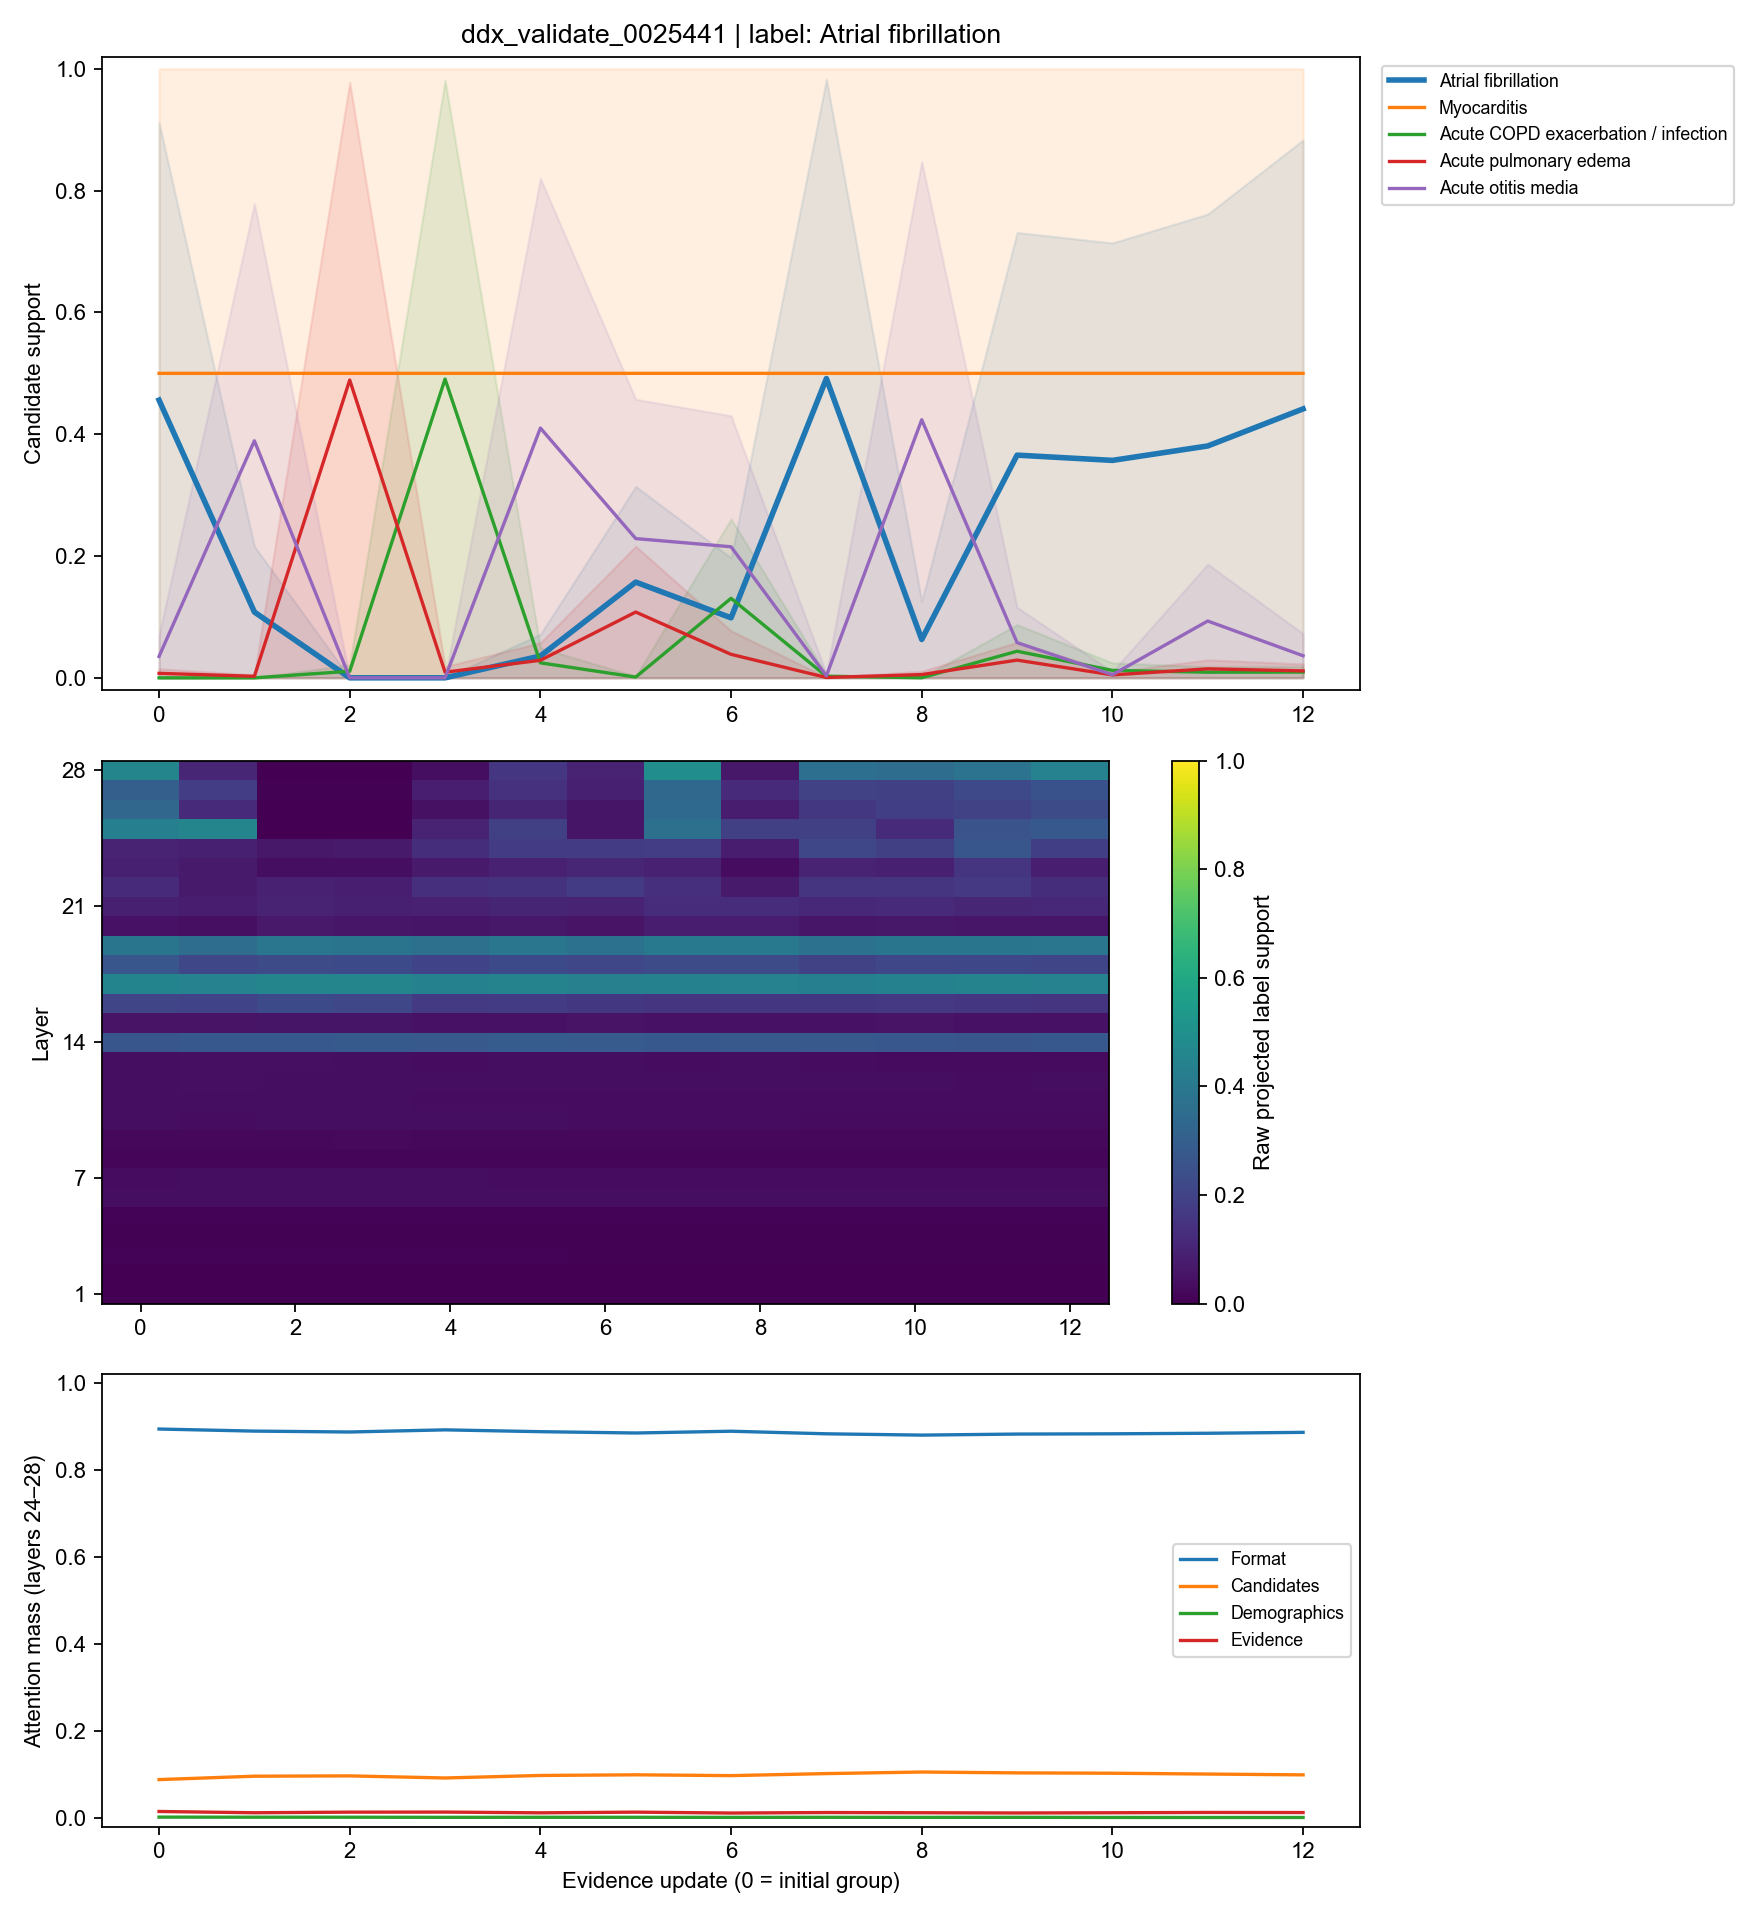 ddx_validate_0025441 | label: Atrial fibrillation
Candidate support
1.0
0.8
0.6
0.4
0.2
0.0
0 2 4 6 8 10 12
Atrial fibrillation
Myocarditis
Acute COPD exacerbation / infection
Acute pulmonary edema
Acute otitis media
Layer
28
21
14
7
1
0 2 4 6 8 10 12
1.0
0.8
0.6
0.4
0.2
0.0
Raw projected label support
Attention mass (layers 24–28)
1.0
0.8
0.6
0.4
0.2
0.0
Format
Candidates
Demographics
Evidence
0 2 4 6 8 10 12
Evidence update (0 = initial group)